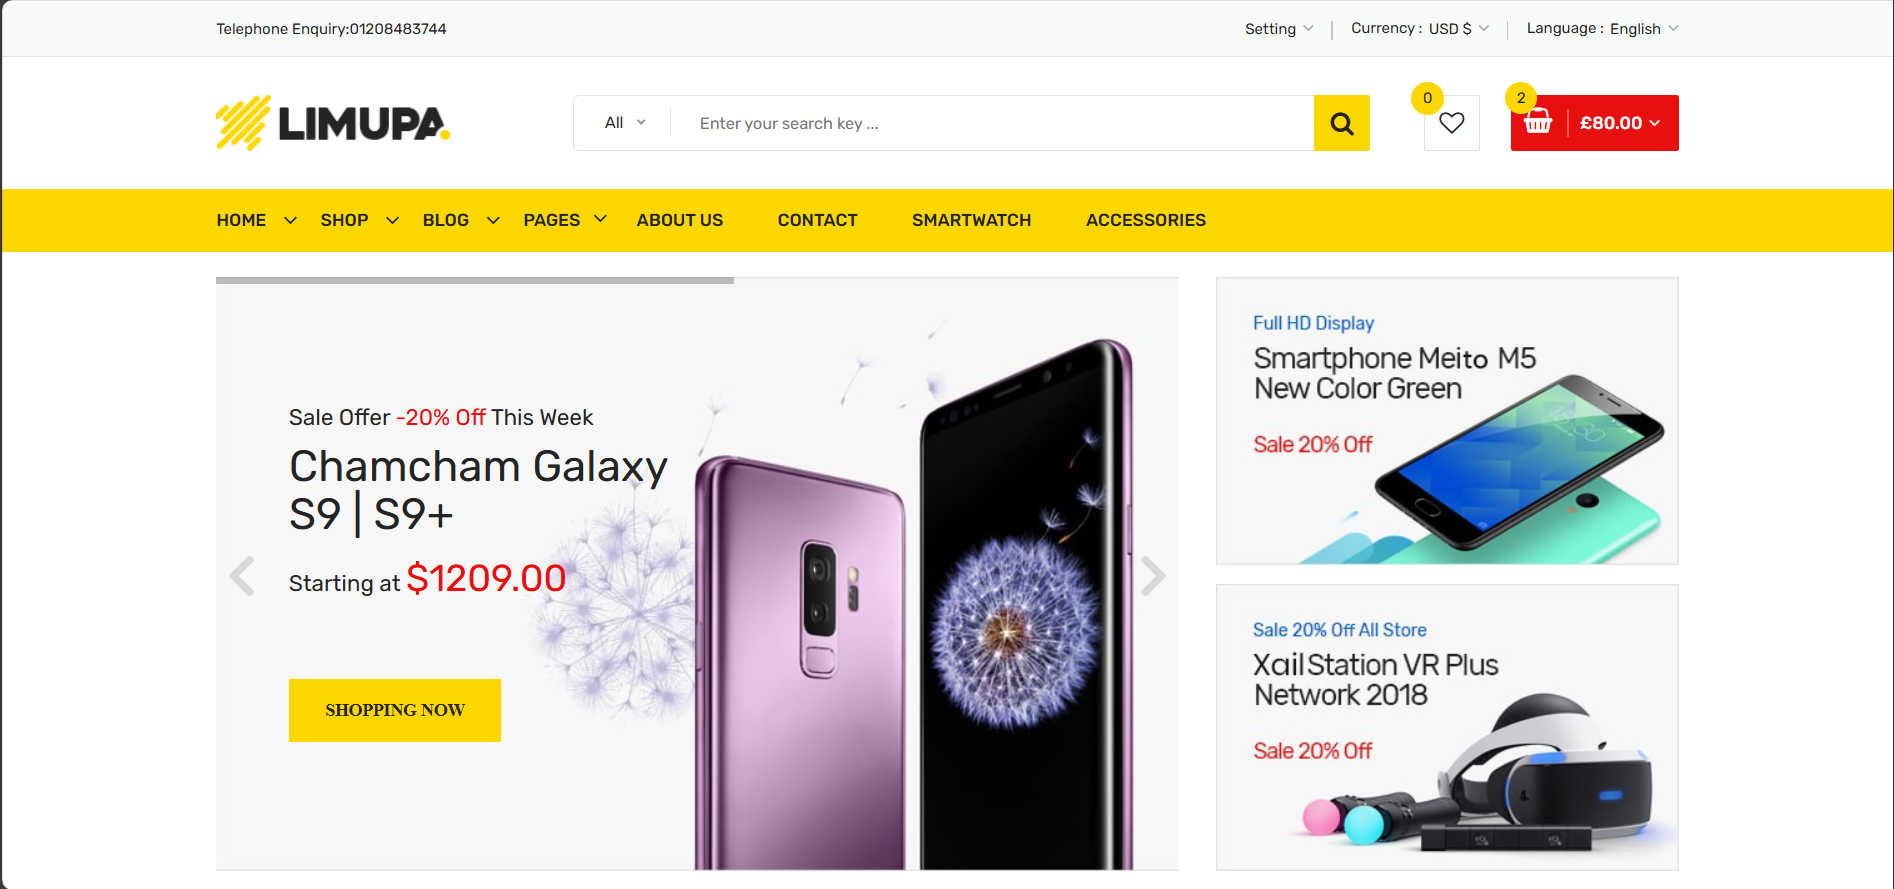 Telephone Enquiry:01208483744
Setting
Currency : USD $
Language : English
LIMUPA.
All
Enter your search key ...
0
2
£80.00
HOME
SHOP
BLOG
PAGES
ABOUT US
CONTACT
SMARTWATCH
ACCESSORIES
Sale Offer -20% Off This Week
Chamcham Galaxy
S9 | S9+
Starting at $1209.00
SHOPPING NOW
Full HD Display
Smartphone Meito M5
New Color Green
Sale 20% Off
Sale 20% Off All Store
Xail Station VR Plus
Network 2018
Sale 20% Off